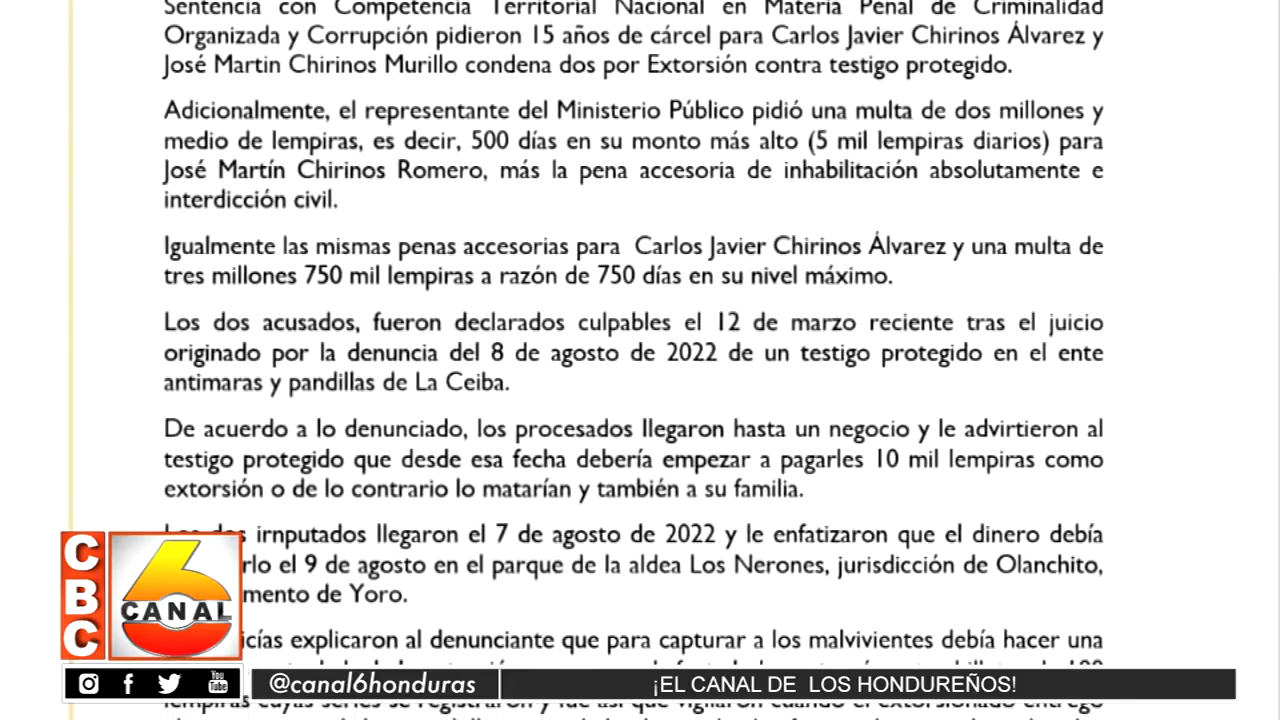 Sentencia con Competencia Territorial Nacional en Materia Penal de Criminalidad
Organizada y Corrupción pidieron 15 años de cárcel para Carlos Javier Chirinos Álvarez y
José Martin Chirinos Murillo condena dos por Extorsión contra testigo protegido.
Adicionalmente, el representante del Ministerio Público pidió una multa de dos millones y
medio de lempiras, es decir, 500 días en su monto más alto (5 mil lempiras diarios) para
José Martín Chirinos Romero, más la pena accesoria de inhabilitación absolutamente e
interdicción civil.
Igualmente las mismas penas accesorias para Carlos Javier Chirinos Álvarez y una multa de
tres millones 750 mil lempiras a razón de 750 días en su nivel máximo.
Los dos acusados, fueron declarados culpables el 12 de marzo reciente tras el juicio
originado por la denuncia del 8 de agosto de 2022 de un testigo protegido en el ente
antimaras y pandillas de La Ceiba.
De acuerdo a lo denunciado, los procesados llegaron hasta un negocio y le advirtieron al
testigo protegido que desde esa fecha debería empezar a pagarles 10 mil lempiras como
extorsión o de lo contrario lo matarían y también a su familia.
irnputados llegaron el 7 de agosto de 2022 y le enfatizaron que el dinero debía
el 9 de agosto en el parque de la aldea Los Nerones, jurisdicción de Olanchito,
de Yoro.
explicaron al denunciante que para capturar a los malvivientes debía hacer una
lempiras cuyas series se registraron y fue así que vigilaron cuando el extorsionado entregó
CBC
6
CANAL
You
Tube
@canal6honduras
¡EL CANAL DE LOS HONDUREÑOS!